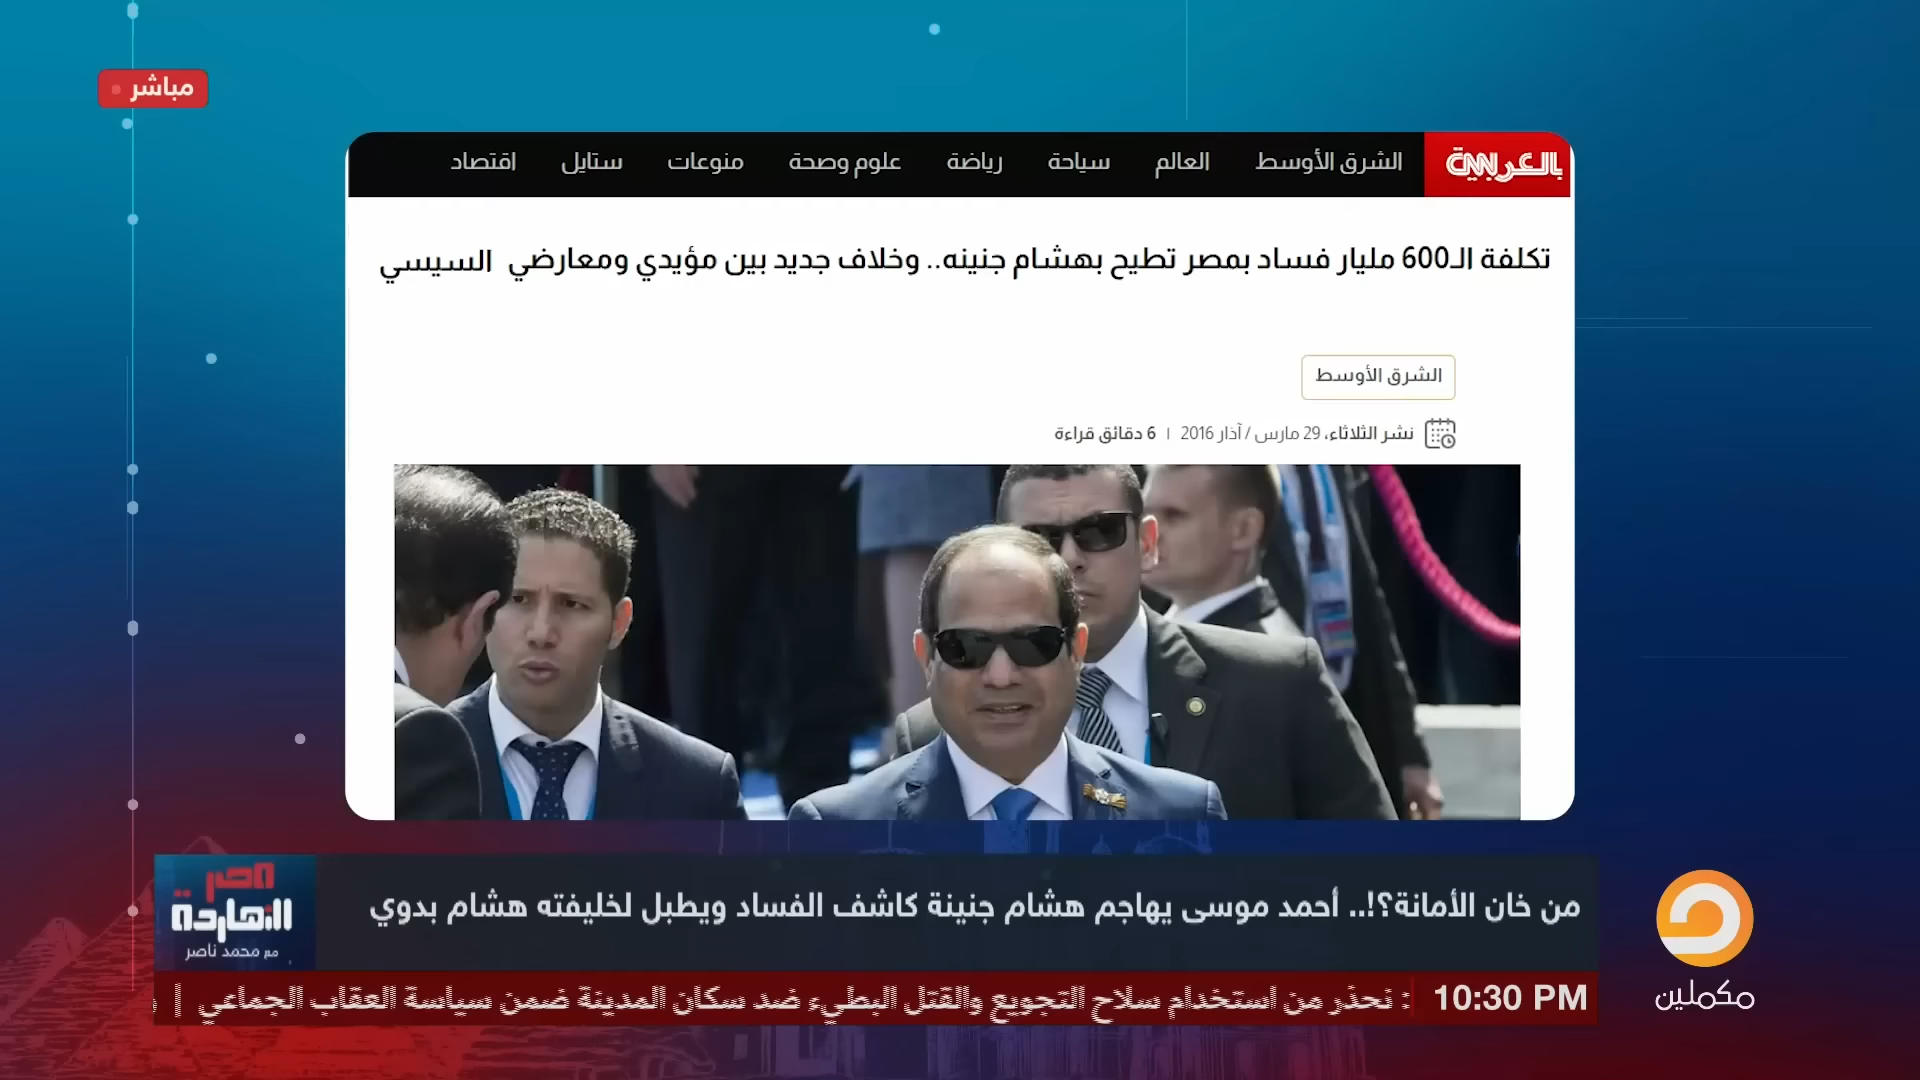 مباشر
بالعربية CNN
الشرق الأوسط
العالم
سياحة
رياضة
علوم وصحة
منوعات
ستايل
اقتصاد
تكلفة الـ600 مليار فساد بمصر تطيح بهشام جنينه.. وخلاف جديد بين مؤيدي ومعارضي السيسي
الشرق الأوسط
نشر الثلاثاء، 29 مارس / آذار 2016 | 6 دقائق قراءة
من خان الأمانة؟!.. أحمد موسى يهاجم هشام جنينة كاشف الفساد ويطبل لخليفته هشام بدوي
مصر
النهاردة
مع محمد ناصر
10:30 PM
: نحذر من استخدام سلاح التجويع والقتل البطيء ضد سكان المدينة ضمن سياسة العقاب الجماعي |
مكملين